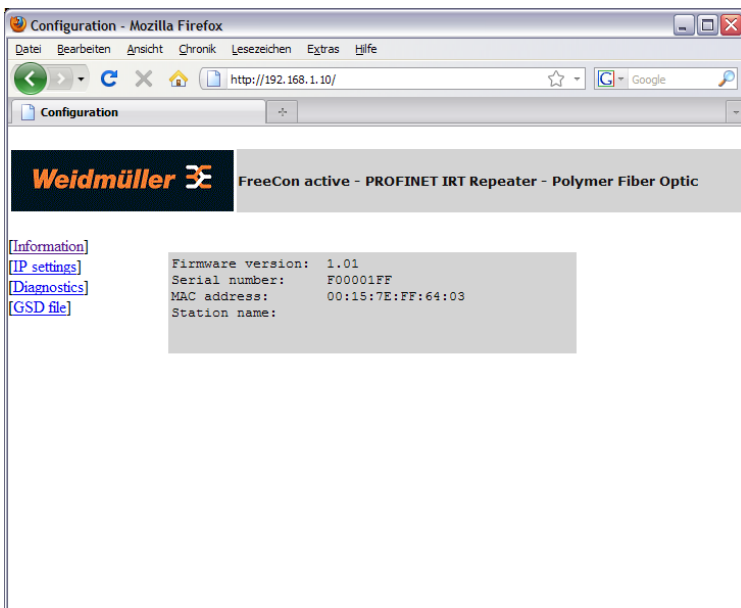 Configuration - Mozilla Firefox
Datei Bearbeiten Ansicht Chronik Lesezeichen Extras Hilfe
http://192.168.1.10/
G Google
Configuration
Weidmüller
FreeCon active - PROFINET IRT Repeater - Polymer Fiber Optic
[Information]
[IP settings]
[Diagnostics]
[GSD file]
Firmware version: 1.01
Serial number: F00001FF
MAC address: 00:15:7E:FF:64:03
Station name: